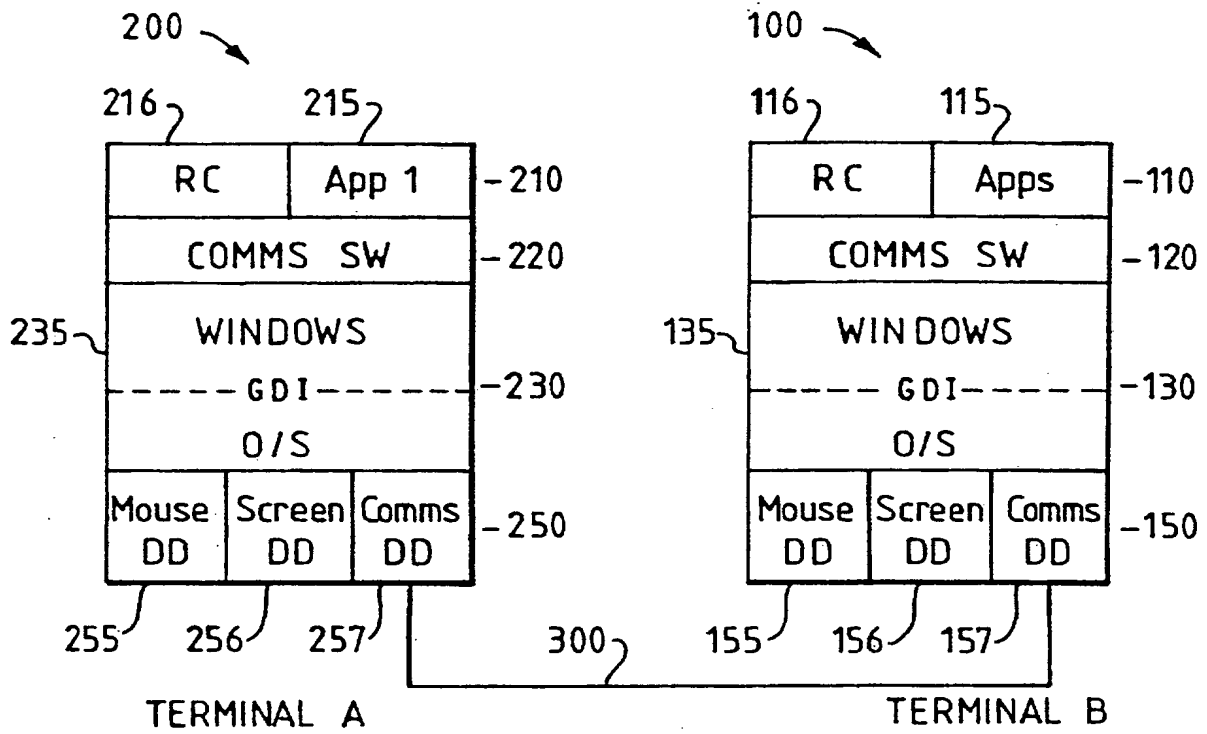 200 100
216 215 116 115
RC App 1 -210 RC Apps -110
COMMS SW -220 COMMS SW -120
235 WINDOWS 135 WINDOWS
GDI -230 GDI -130
O/S O/S
Mouse DD Screen DD Comms DD -250 Mouse DD Screen DD Comms DD -150
255 256 257 300 155 156 157
TERMINAL A TERMINAL B